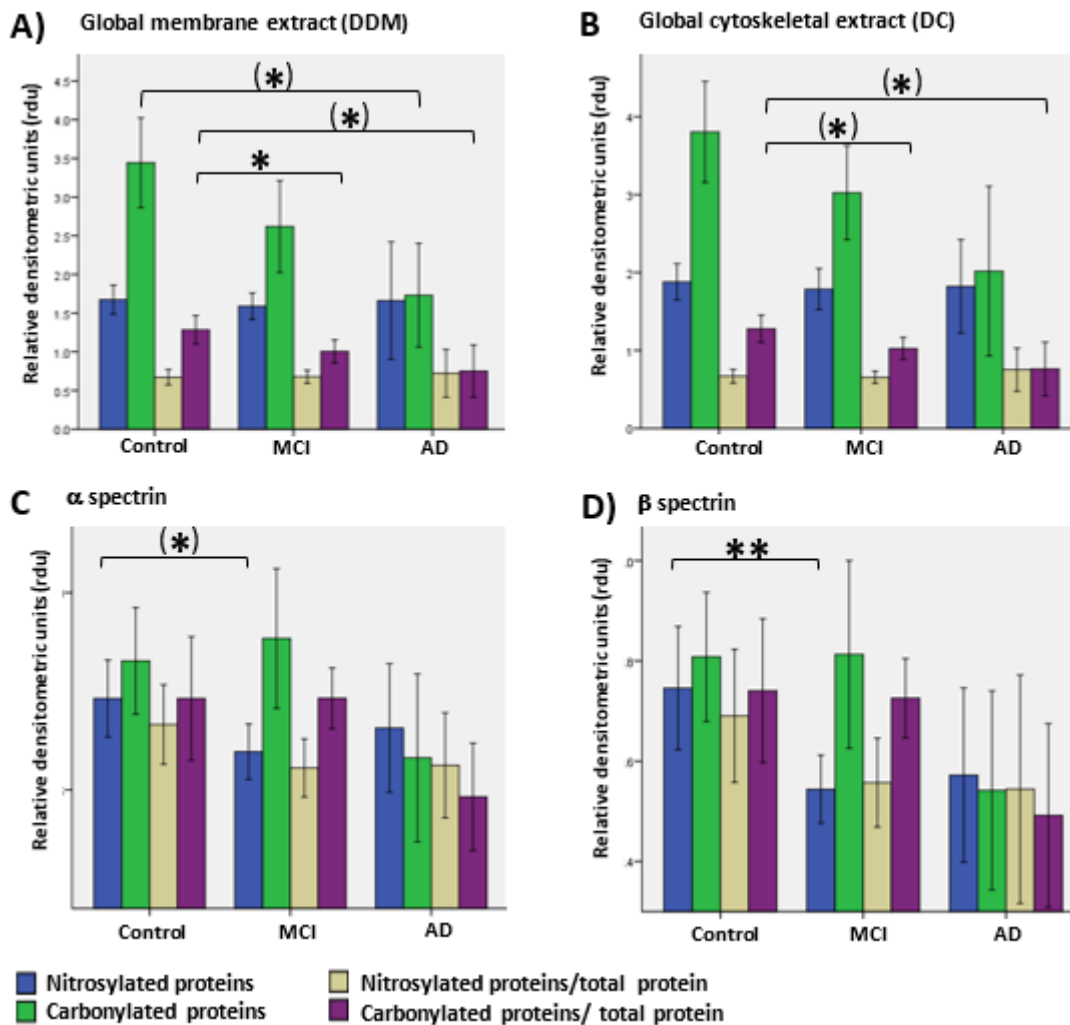 A) Global membrane extract (DDM)
Relative densitometric units (rdu)
4.5
4.0
3.5
3.0
2.5
2.0
1.5
1.0
0.5
0.0
(*)
(*)
*
Control MCI AD
B) Global cytoskeletal extract (DC)
Relative densitometric units (rdu)
4
3
2
1
0
(*)
(*)
Control MCI AD
C) α spectrin
Relative densitometric units (rdu)
(*)
Control MCI AD
D) β spectrin
Relative densitometric units (rdu)
.0
.8
.6
.4
**
Control MCI AD
Nitrosylated proteins
Carbonylated proteins
Nitrosylated proteins/total protein
Carbonylated proteins/ total protein